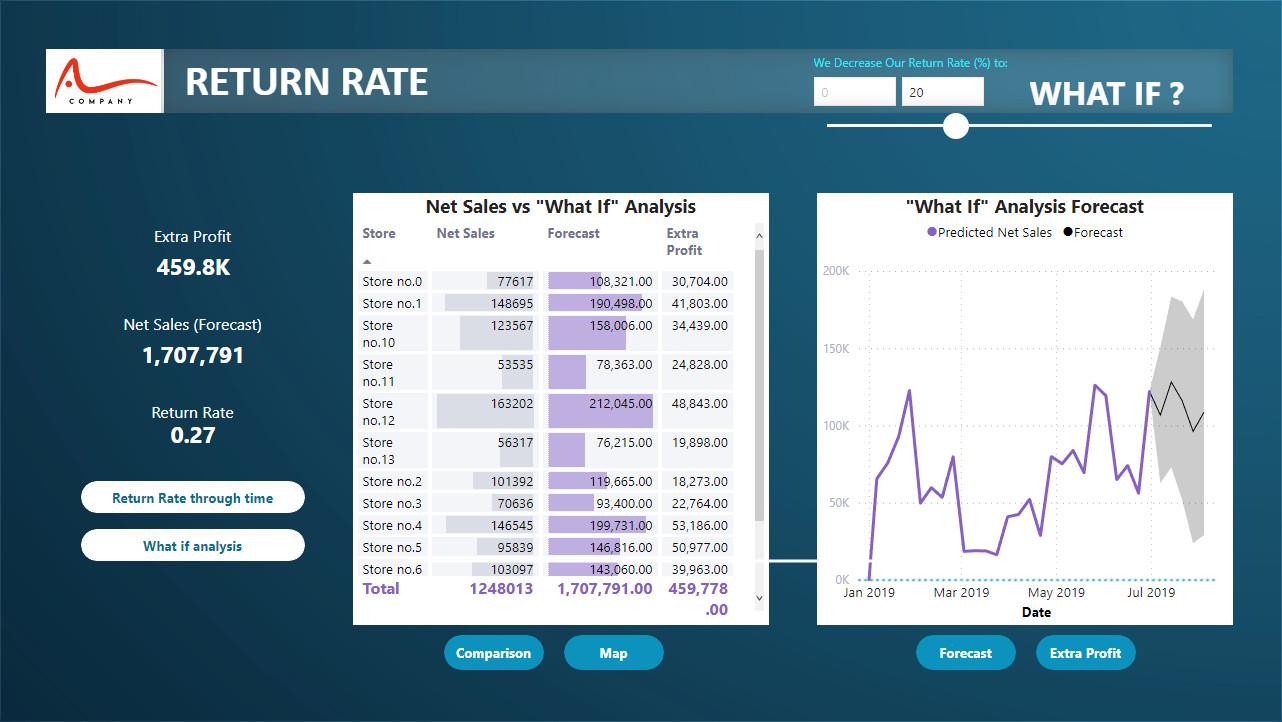 COMPANY
RETURN RATE
We Decrease Our Return Rate (%) to:
0
20
WHAT IF ?
Extra Profit
459.8K
Net Sales (Forecast)
1,707,791
Return Rate
0.27
Return Rate through time
What if analysis
Net Sales vs "What If" Analysis
Store Net Sales Forecast Extra
Profit
Store no.0 77617 108,321.00 30,704.00
Store no.1 148695 190,498.00 41,803.00
Store 123567 158,006.00 34,439.00
no.10
Store 53535 78,363.00 24,828.00
no.11
Store 163202 212,045.00 48,843.00
no.12
Store 56317 76,215.00 19,898.00
no.13
Store no.2 101392 119,665.00 18,273.00
Store no.3 70636 93,400.00 22,764.00
Store no.4 146545 199,731.00 53,186.00
Store no.5 95839 146,816.00 50,977.00
Store no.6 103097 143,060.00 39,963.00
Total 1248013 1,707,791.00 459,778
.00
Comparison
Map
"What If" Analysis Forecast
Predicted Net Sales Forecast
200K
150K
100K
50K
0K
Jan 2019 Mar 2019 May 2019 Jul 2019
Date
Forecast
Extra Profit